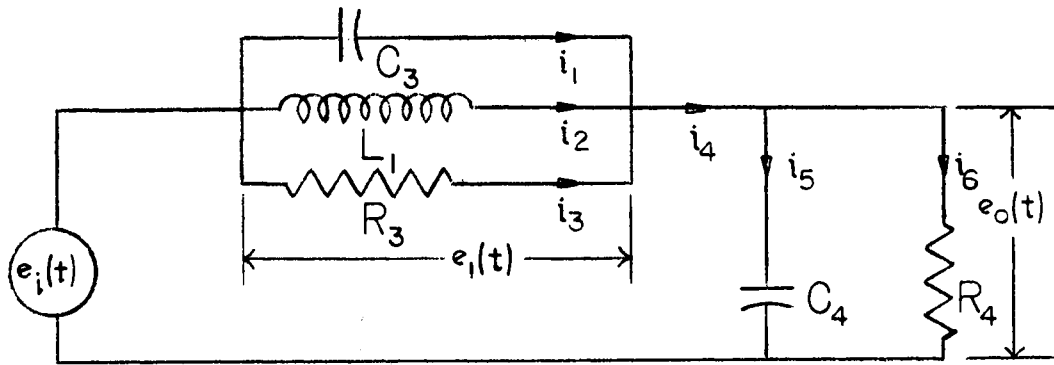 C₃
i₁
L₁
i₂
i₄
R₃
i₃
e₁(t)
eᵢ(t)
i₅
C₄
i₆
R₄
e₀(t)